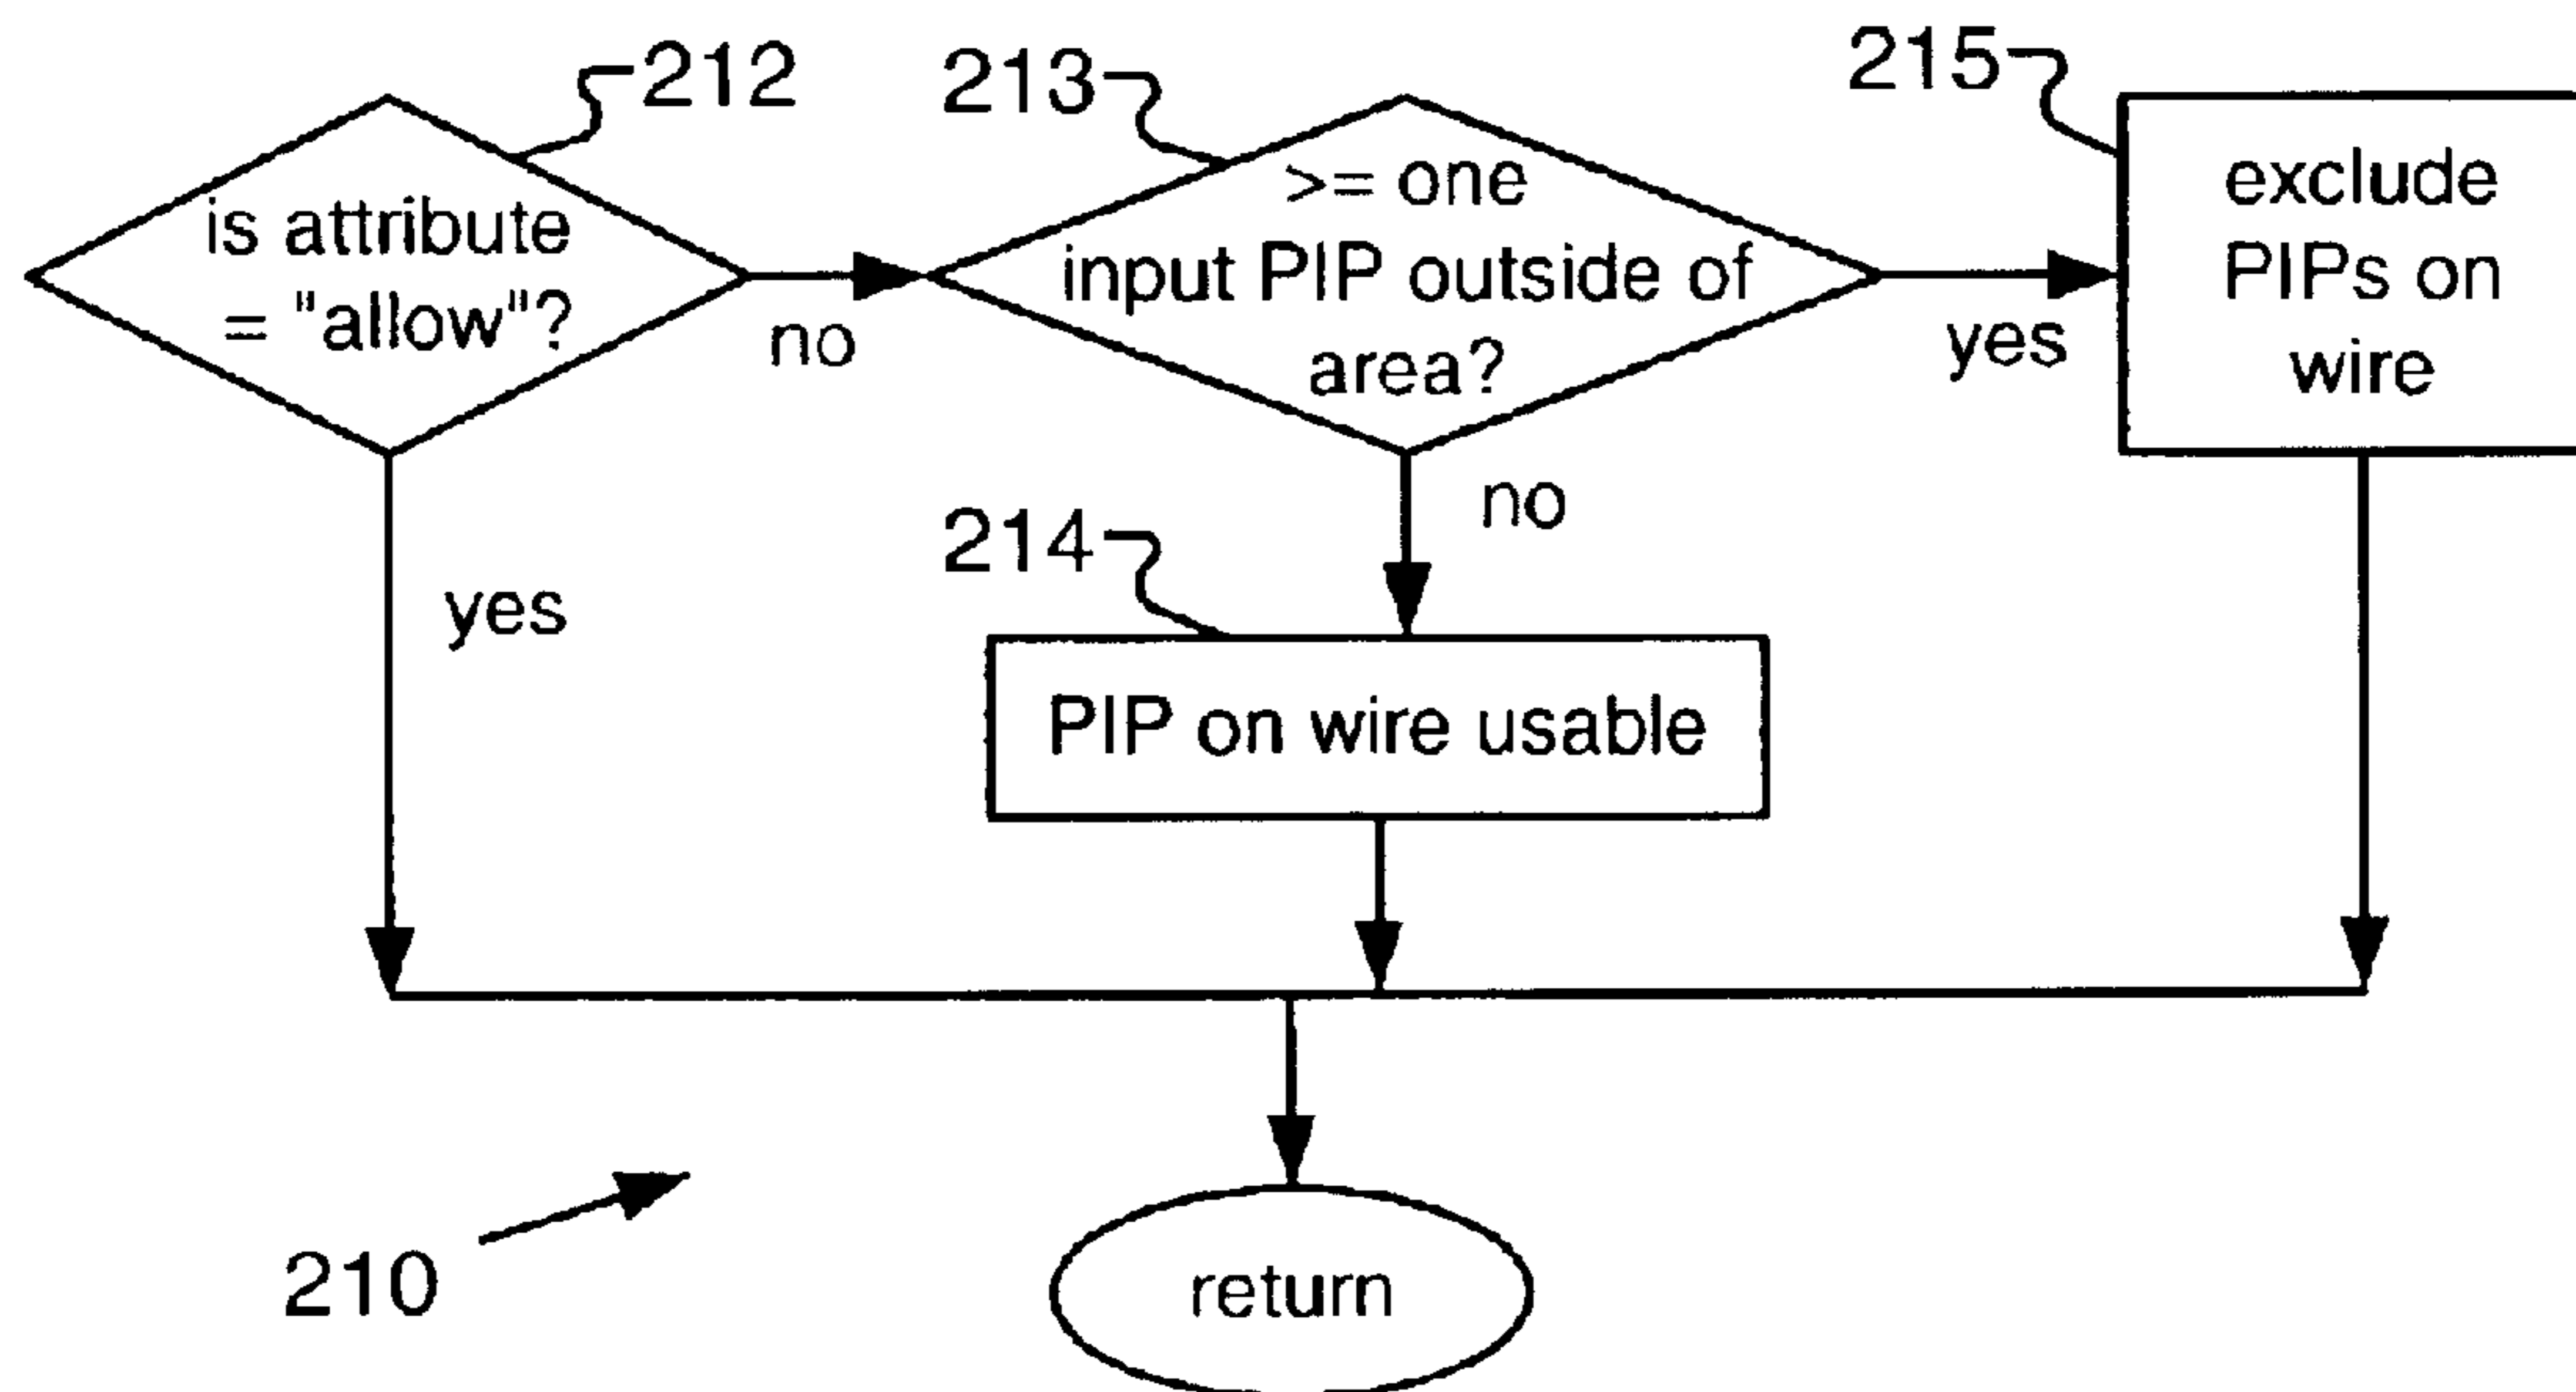 212
213
215
is attribute
= "allow"?
no
>= one
input PIP outside of
area?
yes
exclude
PIPs on
wire
yes
no
214
PIP on wire usable
210
return